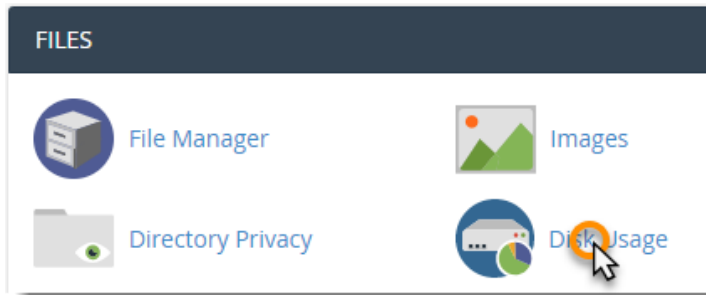 FILES
File Manager
Images
Directory Privacy
Disk Usage